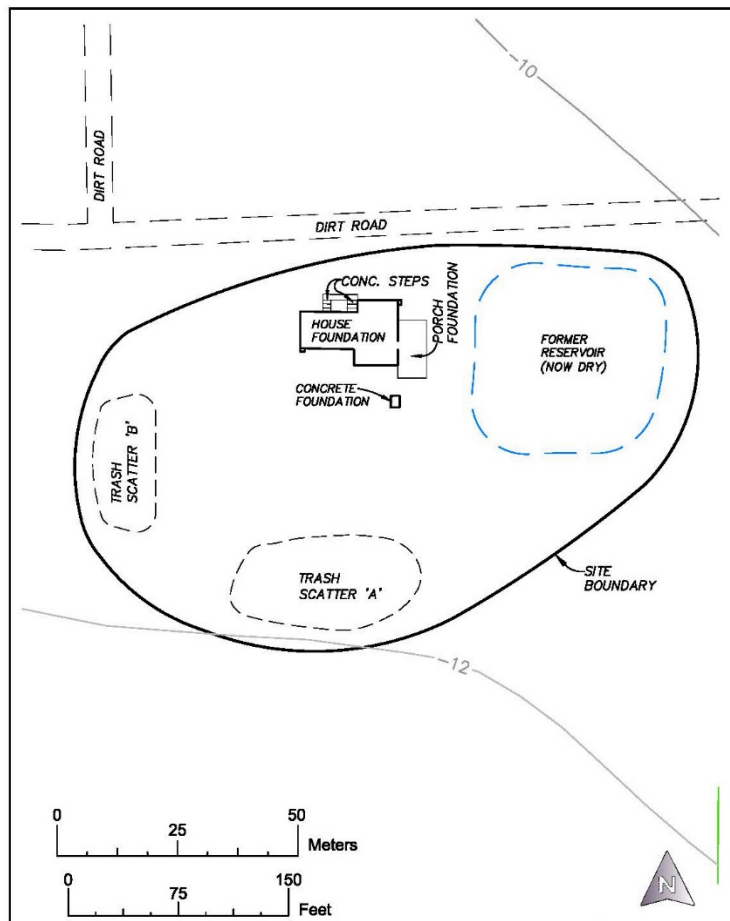 -10
DIRT ROAD
DIRT ROAD
CONC. STEPS
HOUSE
FOUNDATION
PORCH
FOUNDATION
FORMER
RESERVOIR
(NOW DRY)
CONCRETE
FOUNDATION
TRASH
SCATTER 'B'
TRASH
SCATTER 'A'
SITE
BOUNDARY
-12
0 50
25
Meters
0 150
75
Feet
N